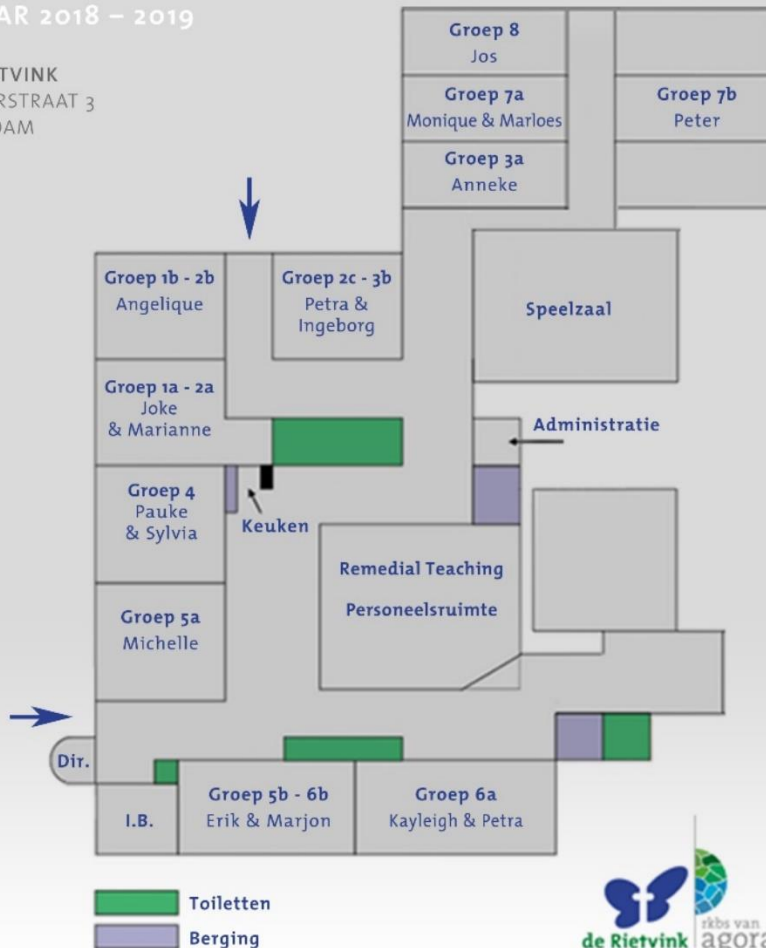 AR 2018 – 2019
TVINK
RSTRAAT 3
DAM
Groep 8
Jos
Groep 7a
Monique & Marloes
Groep 7b
Peter
Groep 3a
Anneke
Groep 1b - 2b
Angelique
Groep 2c - 3b
Petra &
Ingeborg
Speelzaal
Groep 1a - 2a
Joke
& Marianne
Administratie
Groep 4
Pauke
& Sylvia
Keuken
Remedial Teaching
Personeelsruimte
Groep 5a
Michelle
Dir.
I.B.
Groep 5b - 6b
Erik & Marjon
Groep 6a
Kayleigh & Petra
Toiletten
Berging
de Rietvink
rkbs van
agora